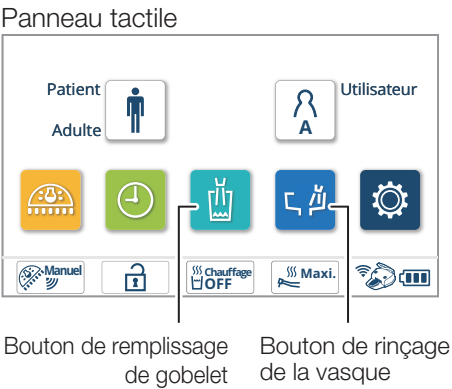 Panneau tactile
Patient
Adulte
Utilisateur
A
Manuel
Chauffage
OFF
Maxi.
Bouton de remplissage
de gobelet
Bouton de rinçage
de la vasque